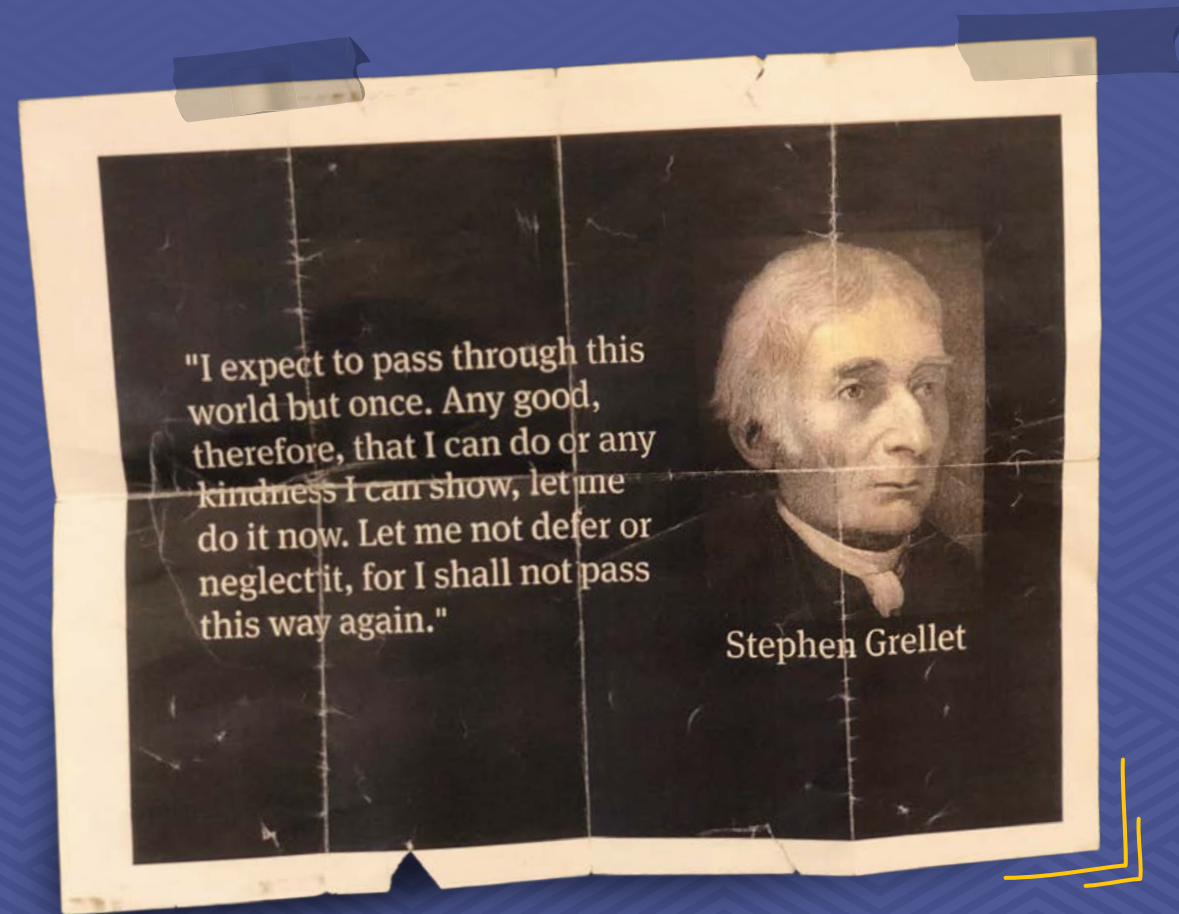 "I expect to pass through this
world but once. Any good,
therefore, that I can do or any
kindness I can show, let me
do it now. Let me not defer or
neglect it, for I shall not pass
this way again."
Stephen Grellet